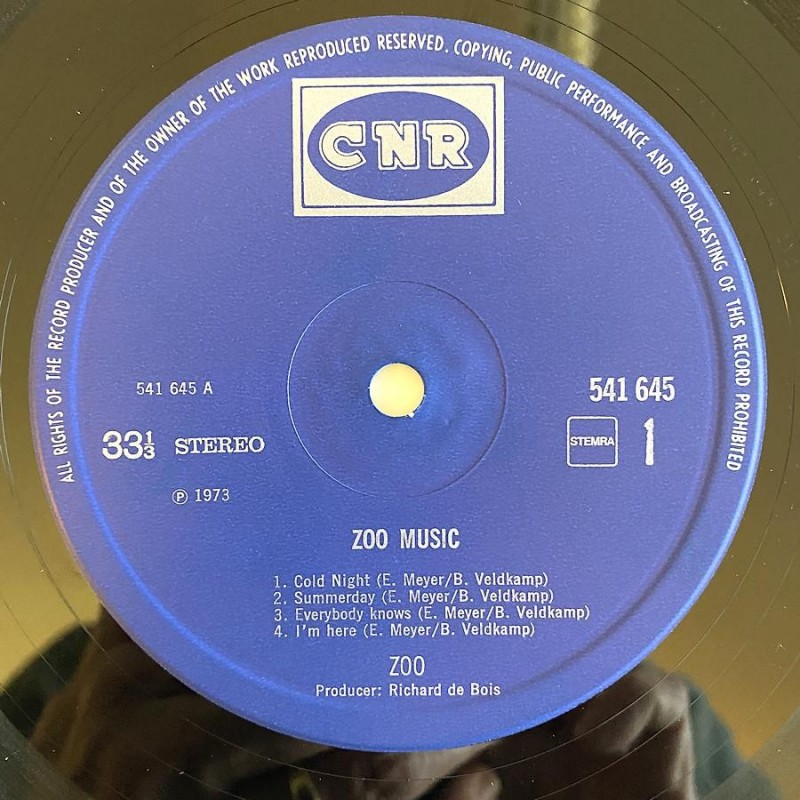 ALL RIGHTS OF THE RECORD PRODUCER AND OF THE OWNER OF THE WORK REPRODUCED RESERVED. COPYING, PUBLIC PERFORMANCE AND BROADCASTING OF THIS RECORD PROHIBITED
CNR
541 645 A
541 645
33⅓ STEREO
STEMRA 1
℗ 1973
ZOO MUSIC
1. Cold Night (E. Meyer/B. Veldkamp)
2. Summerday (E. Meyer/B. Veldkamp)
3. Everybody knows (E. Meyer/B. Veldkamp)
4. I'm here (E. Meyer/B. Veldkamp)
ZOO
Producer: Richard de Bois